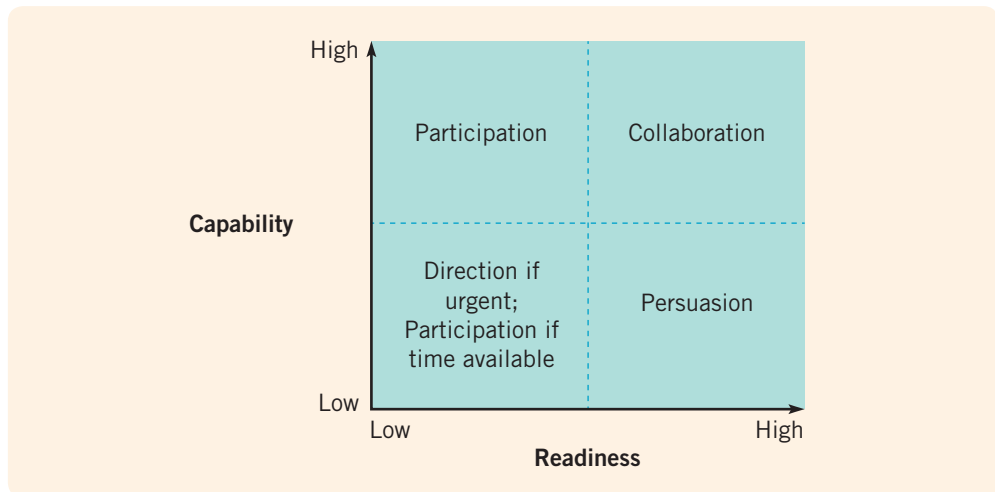 High
Participation
Collaboration
Capability
Direction if
urgent;
Participation if
time available
Persuasion
Low
Low
High
Readiness